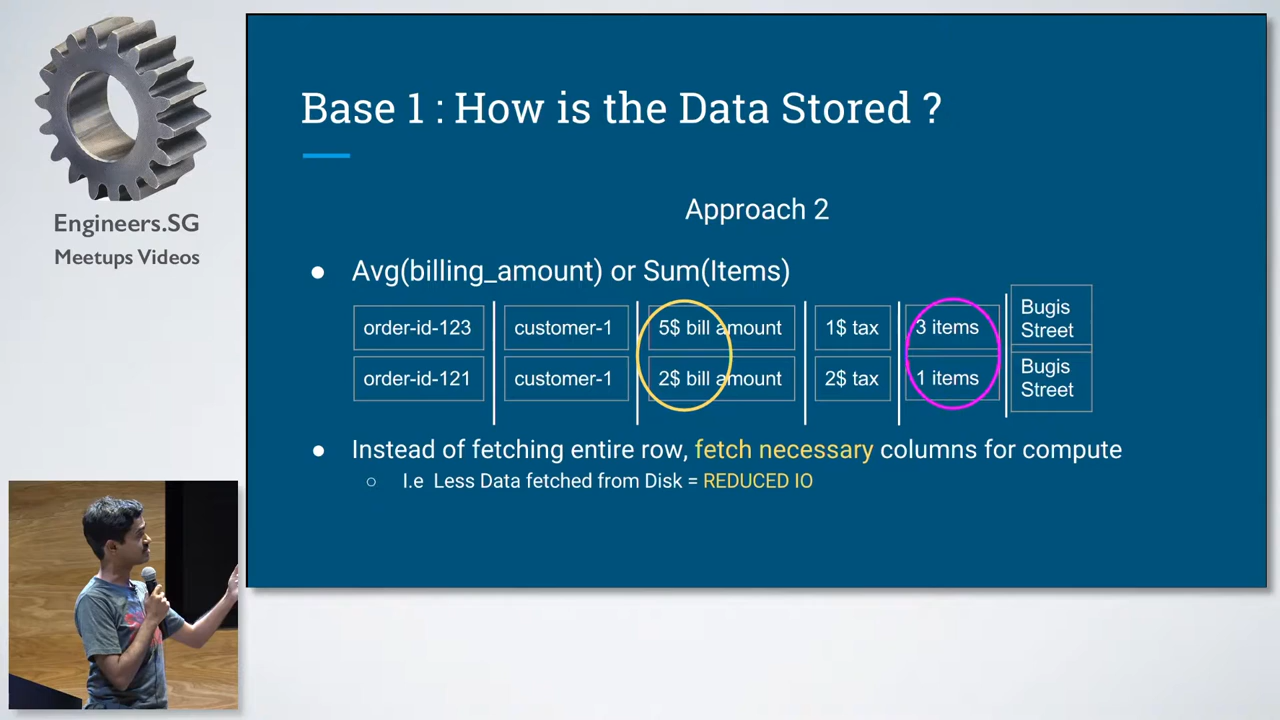 Engineers.SG
Meetups Videos
Base 1 : How is the Data Stored ?
Approach 2
● Avg(billing_amount) or Sum(Items)
order-id-123 customer-1 5$ bill amount 1$ tax 3 items Bugis Street
order-id-121 customer-1 2$ bill amount 2$ tax 1 items Bugis Street
● Instead of fetching entire row, fetch necessary columns for compute
○ I.e Less Data fetched from Disk = REDUCED IO